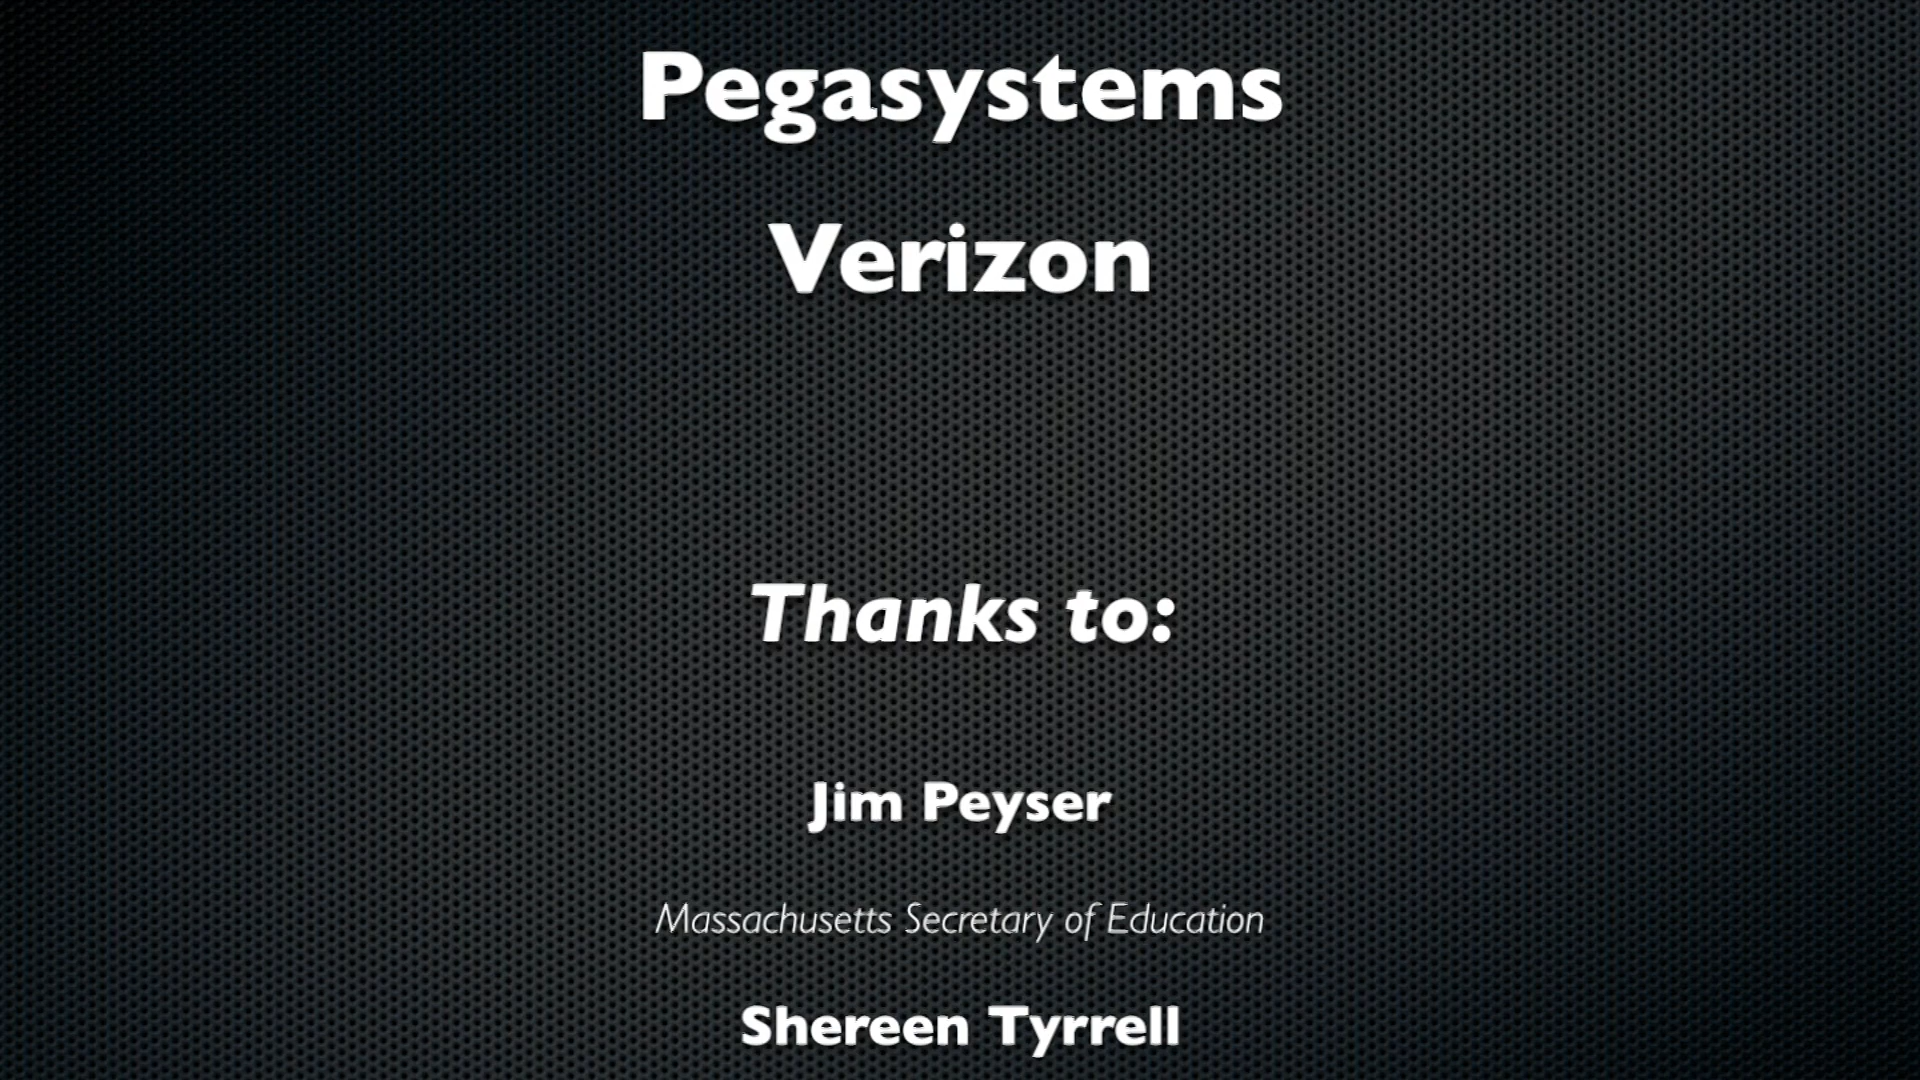 Pegasystems
Verizon
Thanks to:
Jim Peyser
Massachusetts Secretary of Education
Shereen Tyrrell